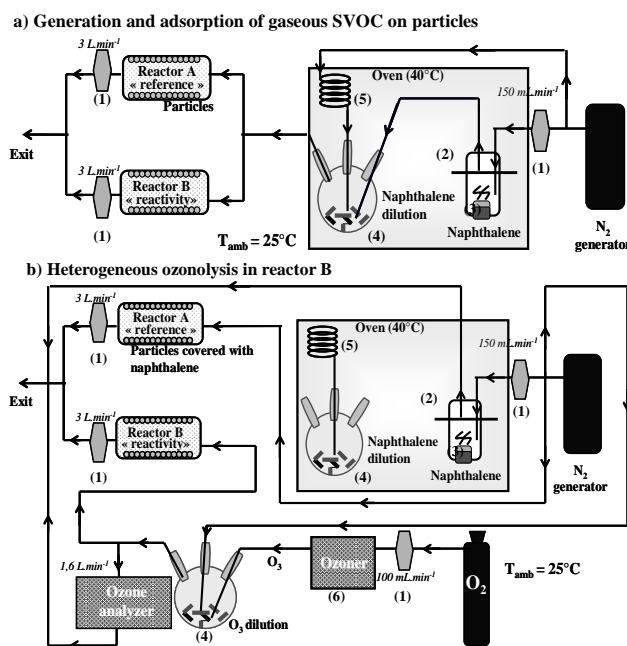 a) Generation and adsorption of gaseous SVOC on particles
3 L.min-1
Reactor A
« reference »
(1)
Particles
Oven (40°C)
(5)
150 mL.min-1
(2)
(1)
Exit
3 L.min-1
Reactor B
« reactivity»
(1)
Naphthalene
dilution
(3)
Naphthalene
(4)
Tamb = 25°C
N2
generator
b) Heterogeneous ozonolysis in reactor B
3 L.min-1
Reactor A
« reference »
(1)
Particles covered with
naphthalene
Oven (40°C)
(5)
150 mL.min-1
(2)
(1)
Exit
3 L.min-1
Reactor B
« reactivity»
(1)
Naphthalene
dilution
(4)
Naphthalene
N2
generator
1,6 L.min-1
Ozone
analyzer
O3
Ozoner
(6)
100 mL.min-1
(1)
O2
Tamb = 25°C
(4)
O3 dilution